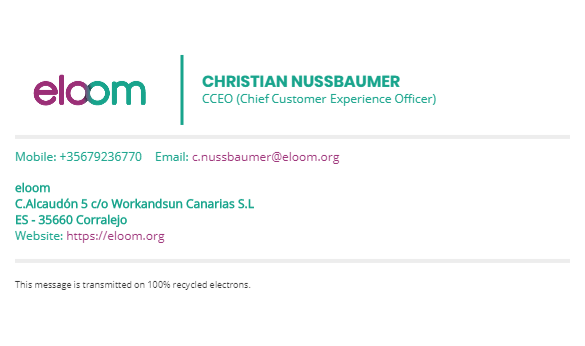 eloom
CHRISTIAN NUSSBAUMER
CCEO (Chief Customer Experience Officer)
Mobile: +35679236770 Email: c.nussbaumer@eloom.org
eloom
C.Alcaudón 5 c/o Workandsun Canarias S.L
ES - 35660 Corralejo
Website: https://eloom.org
This message is transmitted on 100% recycled electrons.